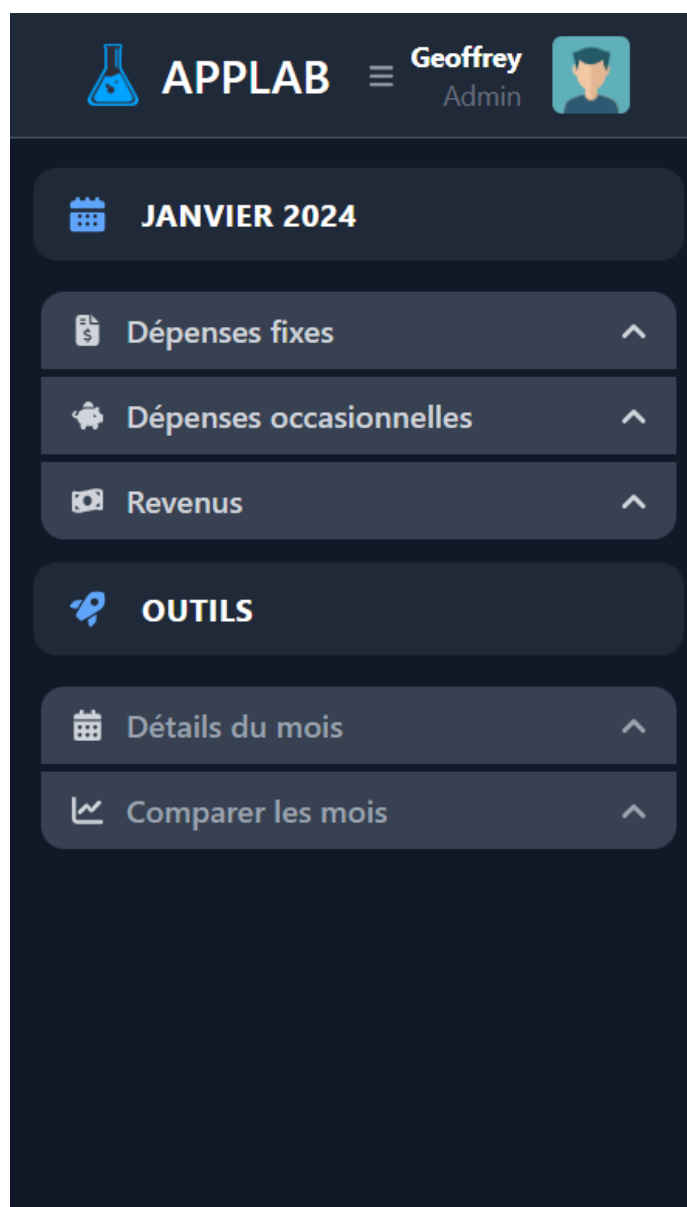 APPLAB
Geoffrey
Admin
JANVIER 2024
Dépenses fixes
Dépenses occasionnelles
Revenus
OUTILS
Détails du mois
Comparer les mois